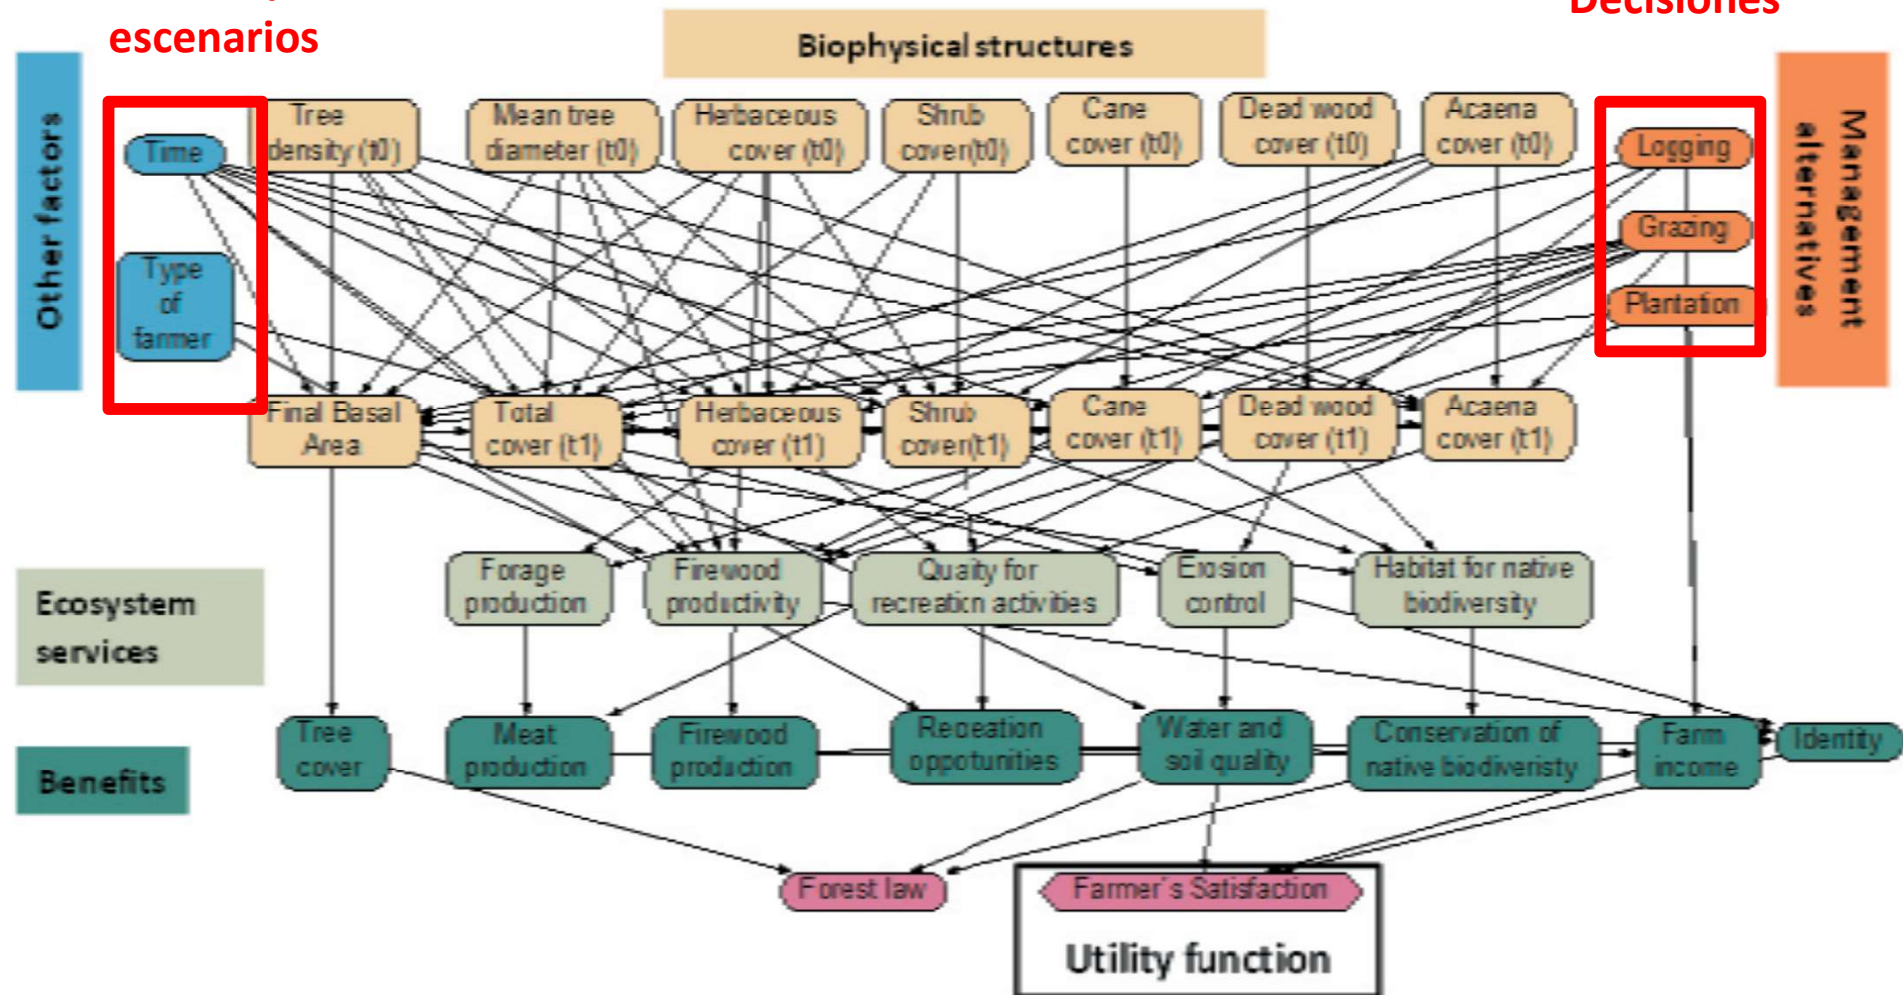 escenarios
Decisiones
Biophysical structures
Other factors
Management
alternatives
Time
Tree
density (t0)
Mean tree
diameter (t0)
Herbaceous
cover (t0)
Shrub
cover(t0)
Cane
cover (t0)
Dead wood
cover (t0)
Acaena
cover (t0)
Logging
Grazing
Plantation
Type
of
farmer
Final Basal
Area
Total
cover (t1)
Herbaceous
cover (t1)
Shrub
cover(t1)
Cane
cover (t1)
Dead wood
cover (t1)
Acaena
cover (t1)
Ecosystem
services
Forage
production
Firewood
productivity
Quaity for
recreation activities
Erosion
control
Habitat for native
biodiversity
Benefits
Tree
cover
Meat
production
Firewood
production
Recreation
oppotunities
Water and
soil quality
Conservation of
native biodiveristy
Farm
income
Identity
Forest law
Farmer´s Satisfaction
Utility function